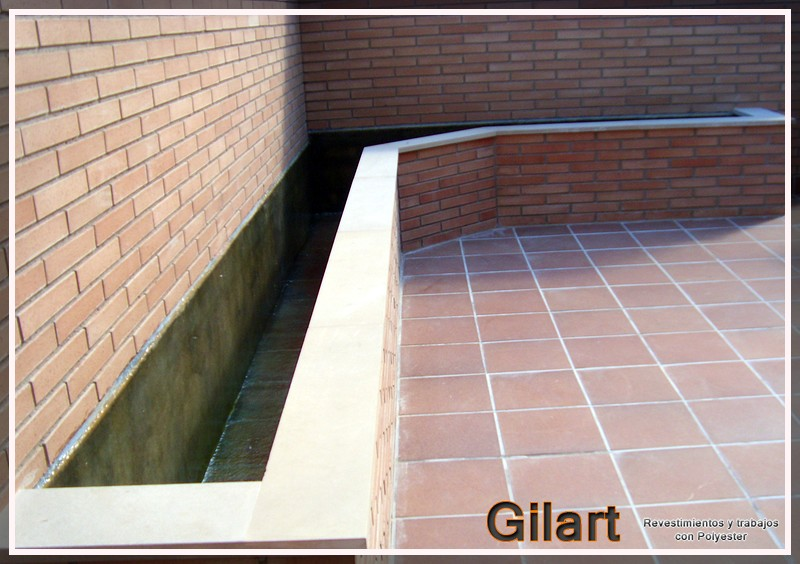 Gilart
Revestimientos y trabajos
con Polyester